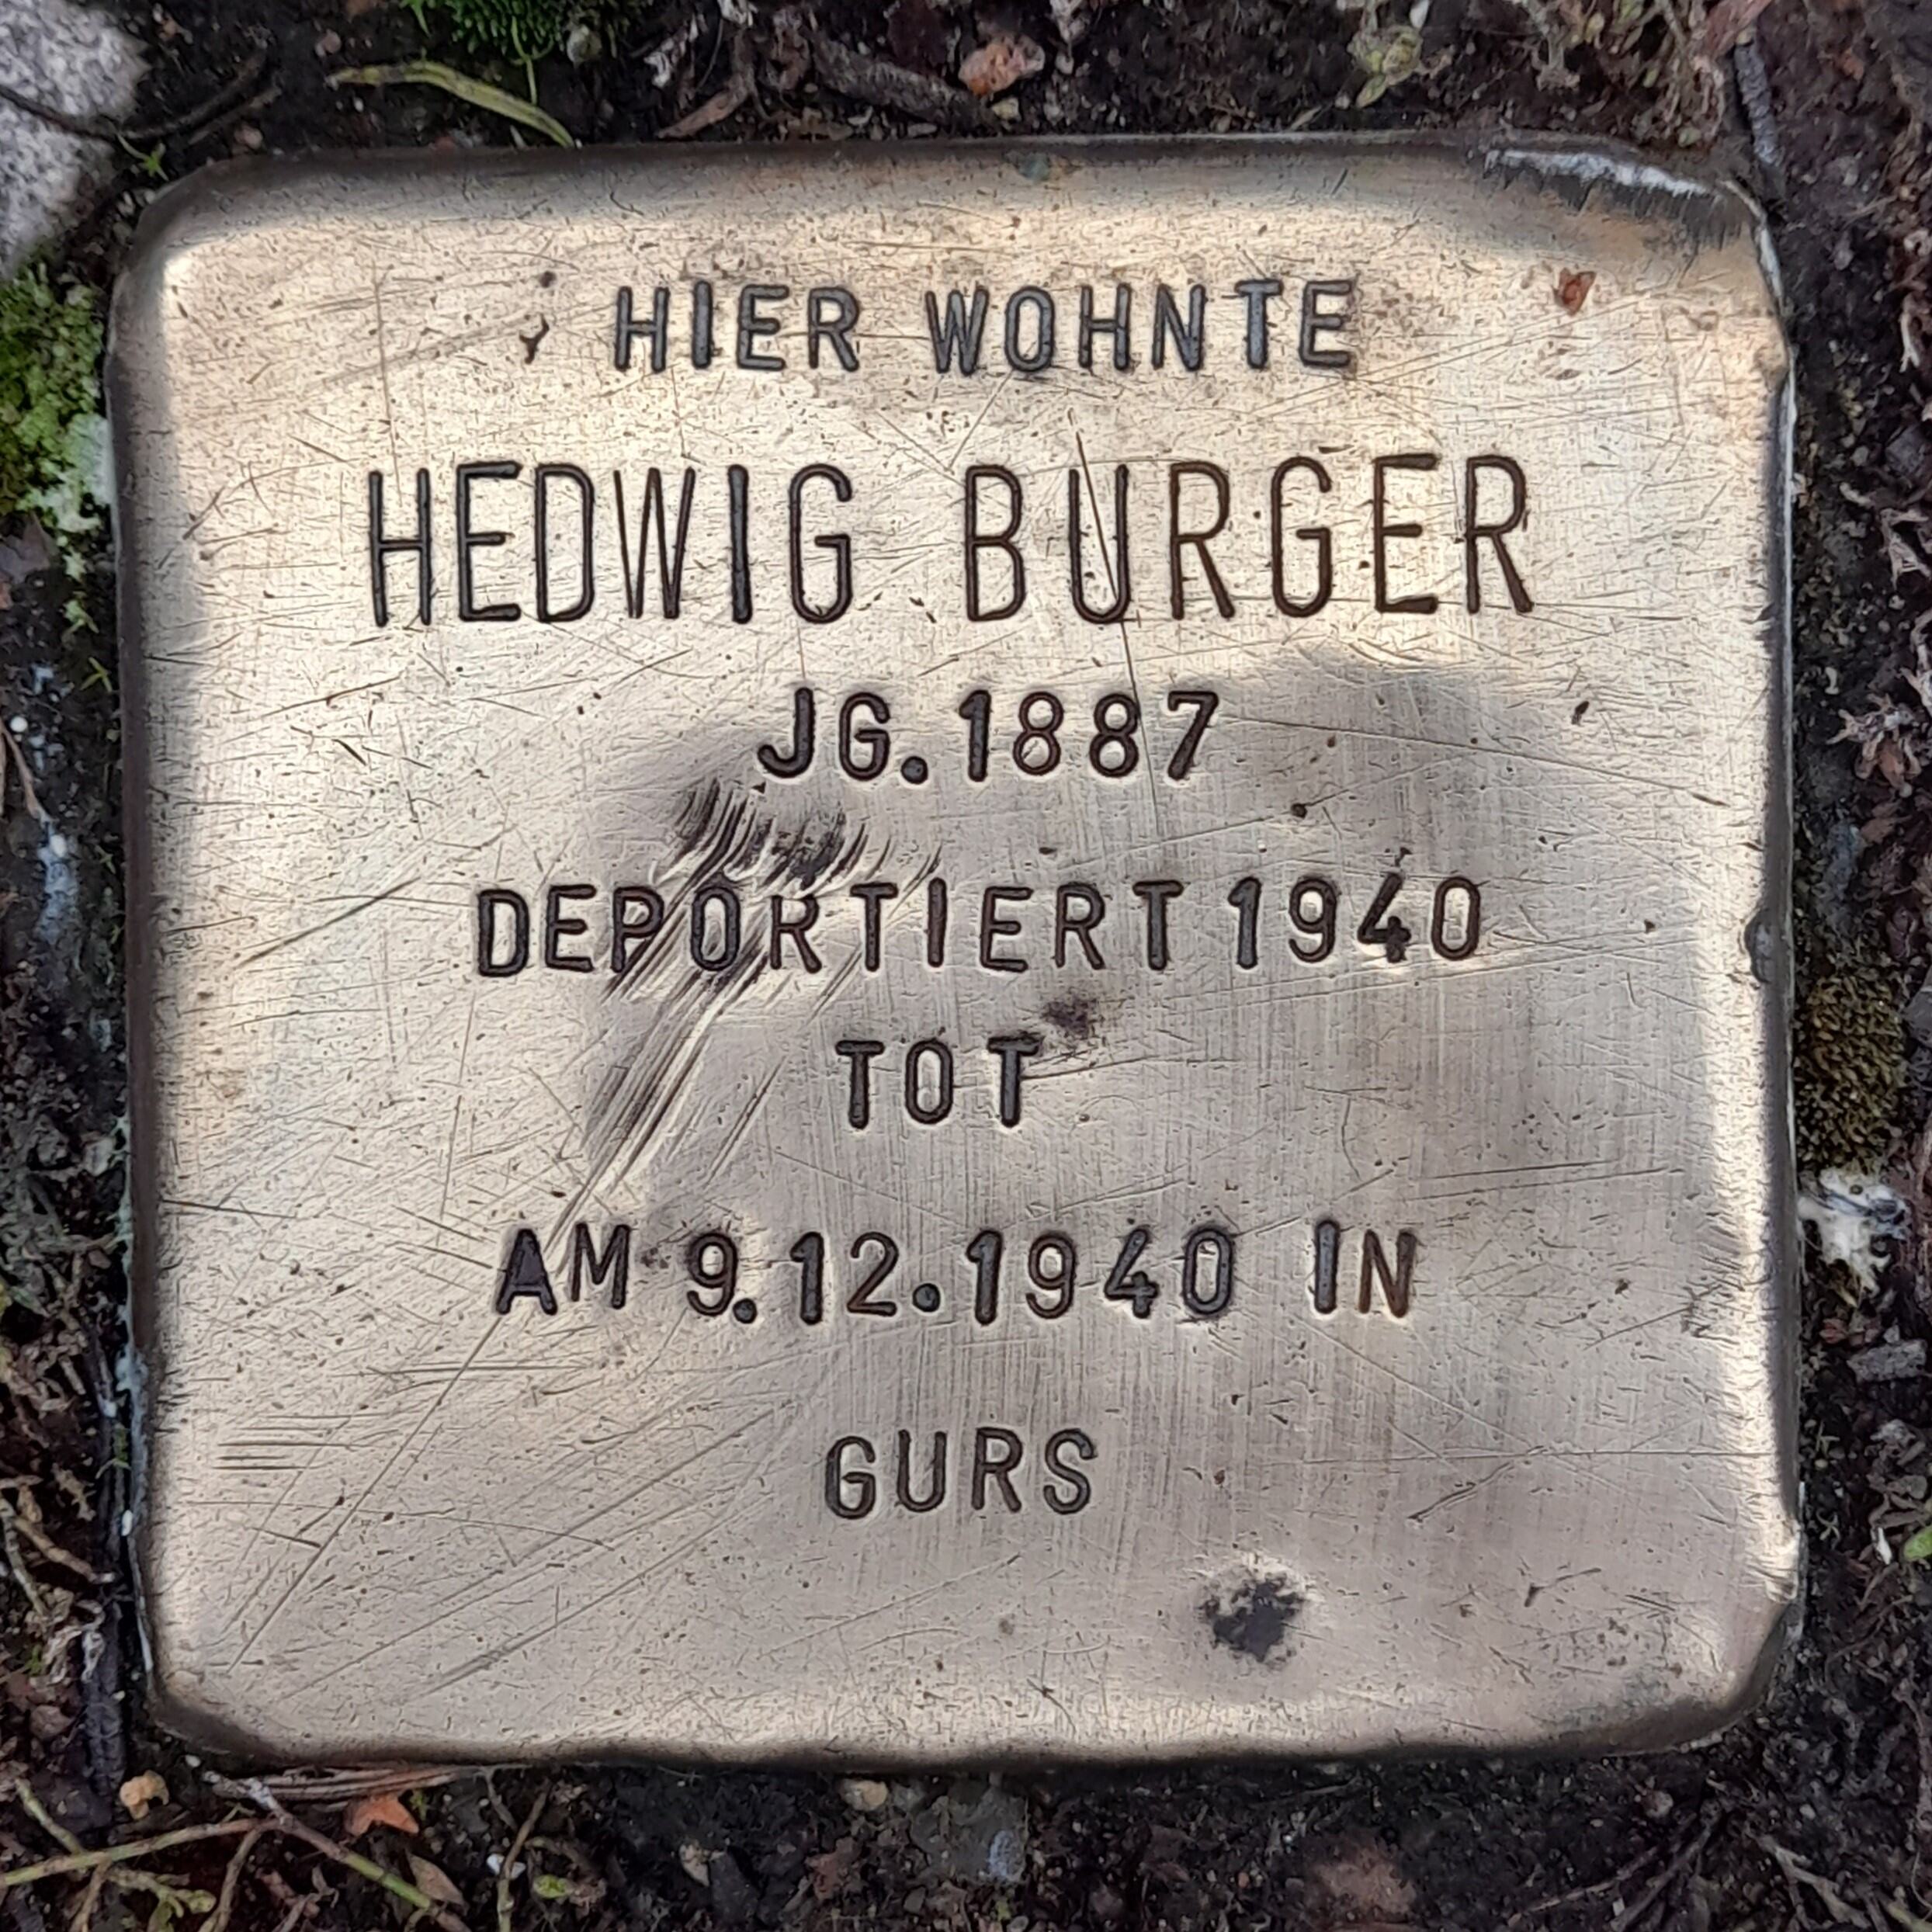 HIER WOHNTE
HEDWIG BURGER
JG. 1887
DEPORTIERT 1940
TOT
AM 9.12.1940 IN
GURS